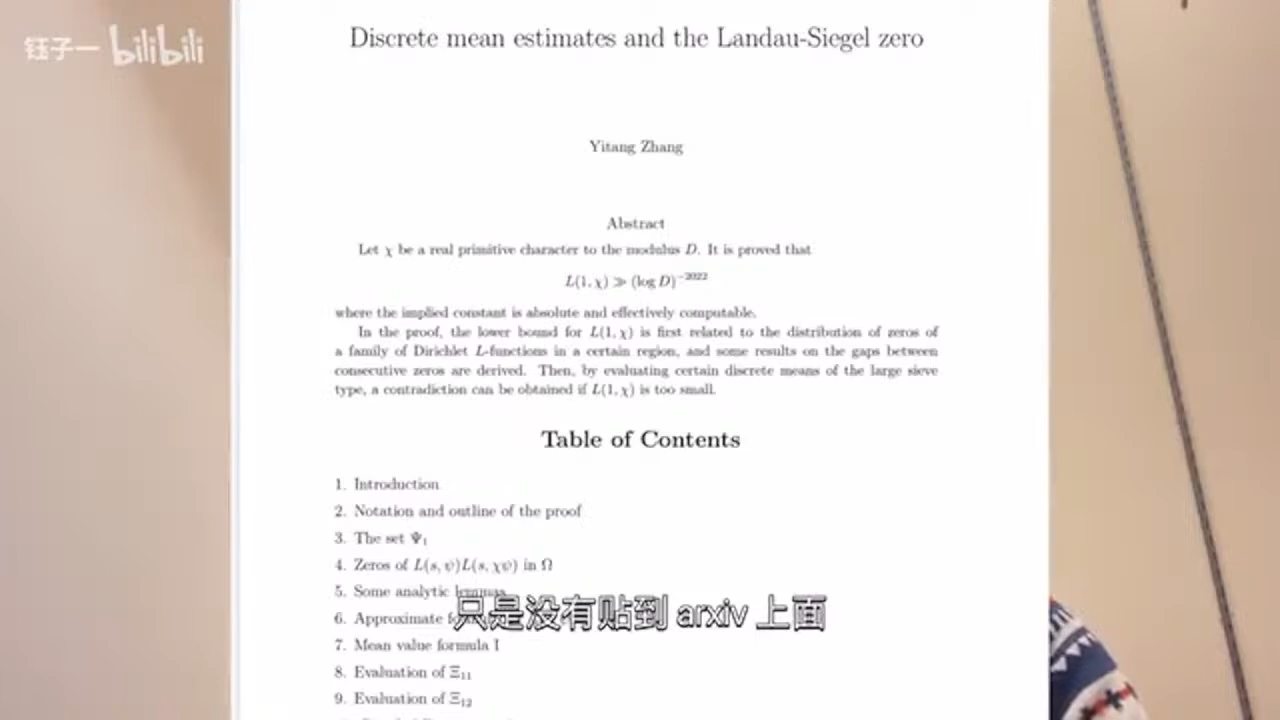 钰子一 bilibili
Discrete mean estimates and the Landau-Siegel zero
Yitang Zhang
Abstract
Let χ be a real primitive character to the modulus D. It is proved that
L(1, χ) ≫ (log D)⁻²⁰²²
where the implied constant is absolute and effectively computable.
In the proof, the lower bound for L(1, χ) is first related to the distribution of zeros of
a family of Dirichlet L-functions in a certain region, and some results on the gaps between
consecutive zeros are derived. Then, by evaluating certain discrete means of the large sieve
type, a contradiction can be obtained if L(1, χ) is too small.
Table of Contents
1. Introduction
2. Notation and outline of the proof
3. The set Ψ₁
4. Zeros of L(s, ψ)L(s, χψ) in Ω
5. Some analytic lemmas
6. Approximate
只是没有贴到 arxiv 上面
7. Mean value formula I
8. Evaluation of Ξ₁₁
9. Evaluation of Ξ₁₂